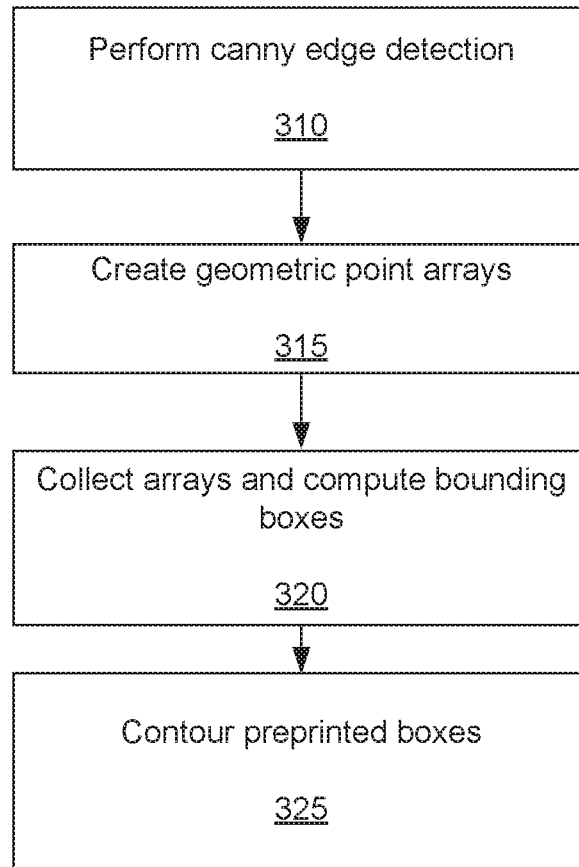 Perform canny edge detection
310
Create geometric point arrays
315
Collect arrays and compute bounding
boxes
320
Contour preprinted boxes
325